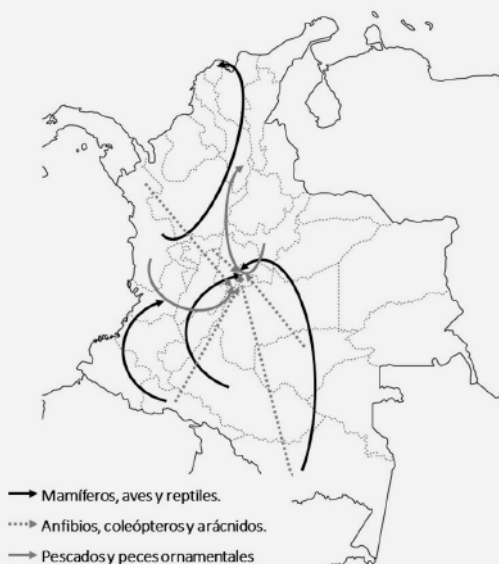 Mamíferos, aves y reptiles.
Anfibios, coleópteros y arácnidos.
Pescados y peces ornamentales